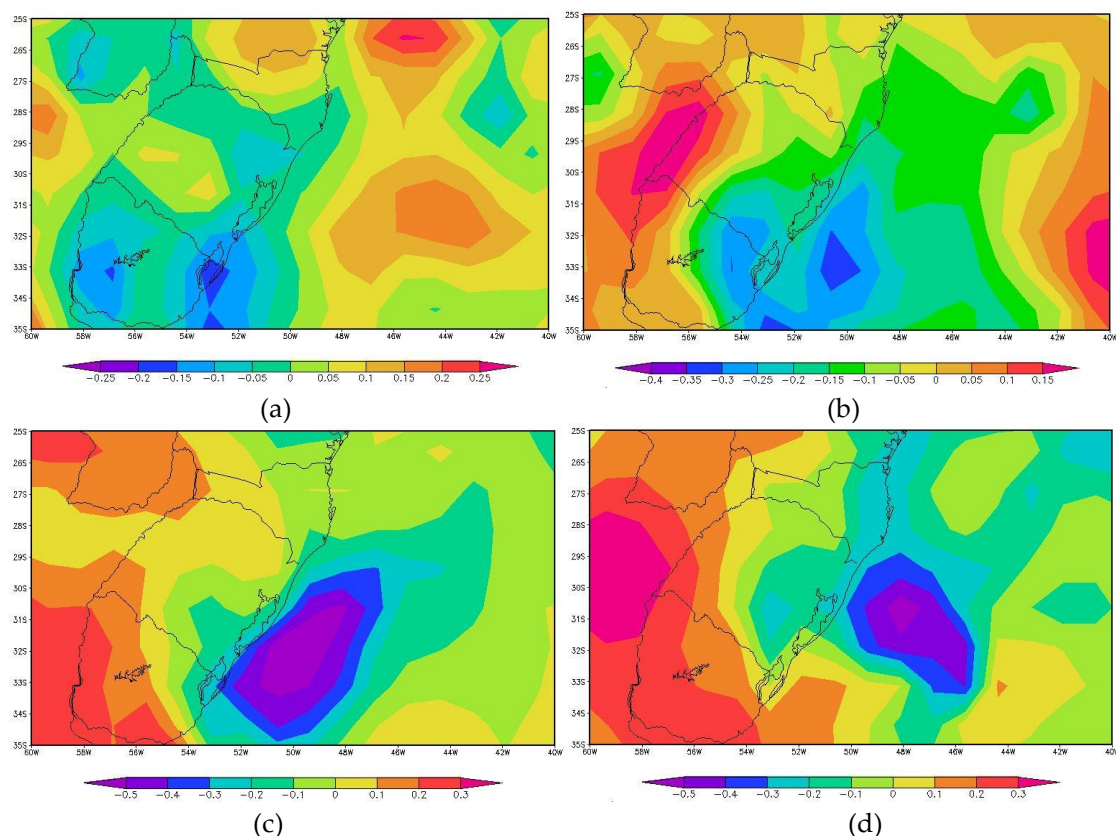 25S
26S
27S
28S
29S
30S
31S
32S
33S
34S
35S
60W 58W 56W 54W 52W 50W 48W 46W 44W 42W 40W
−0.25 −0.2 −0.15 −0.1 −0.05 0 0.05 0.1 0.15 0.2 0.25
(a)
25S
26S
27S
28S
29S
30S
31S
32S
33S
34S
35S
60W 58W 56W 54W 52W 50W 48W 46W 44W 42W 40W
−0.4 −0.35 −0.3 −0.25 −0.2 −0.15 −0.1 −0.05 0 0.05 0.1 0.15
(b)
25S
26S
27S
28S
29S
30S
31S
32S
33S
34S
35S
60W 58W 56W 54W 52W 50W 48W 46W 44W 42W 40W
−0.5 −0.4 −0.3 −0.2 −0.1 0 0.1 0.2 0.3
(c)
25S
26S
27S
28S
29S
30S
31S
32S
33S
34S
35S
60W 58W 56W 54W 52W 50W 48W 46W 44W 42W 40W
−0.5 −0.4 −0.3 −0.2 −0.1 0 0.1 0.2 0.3
(d)